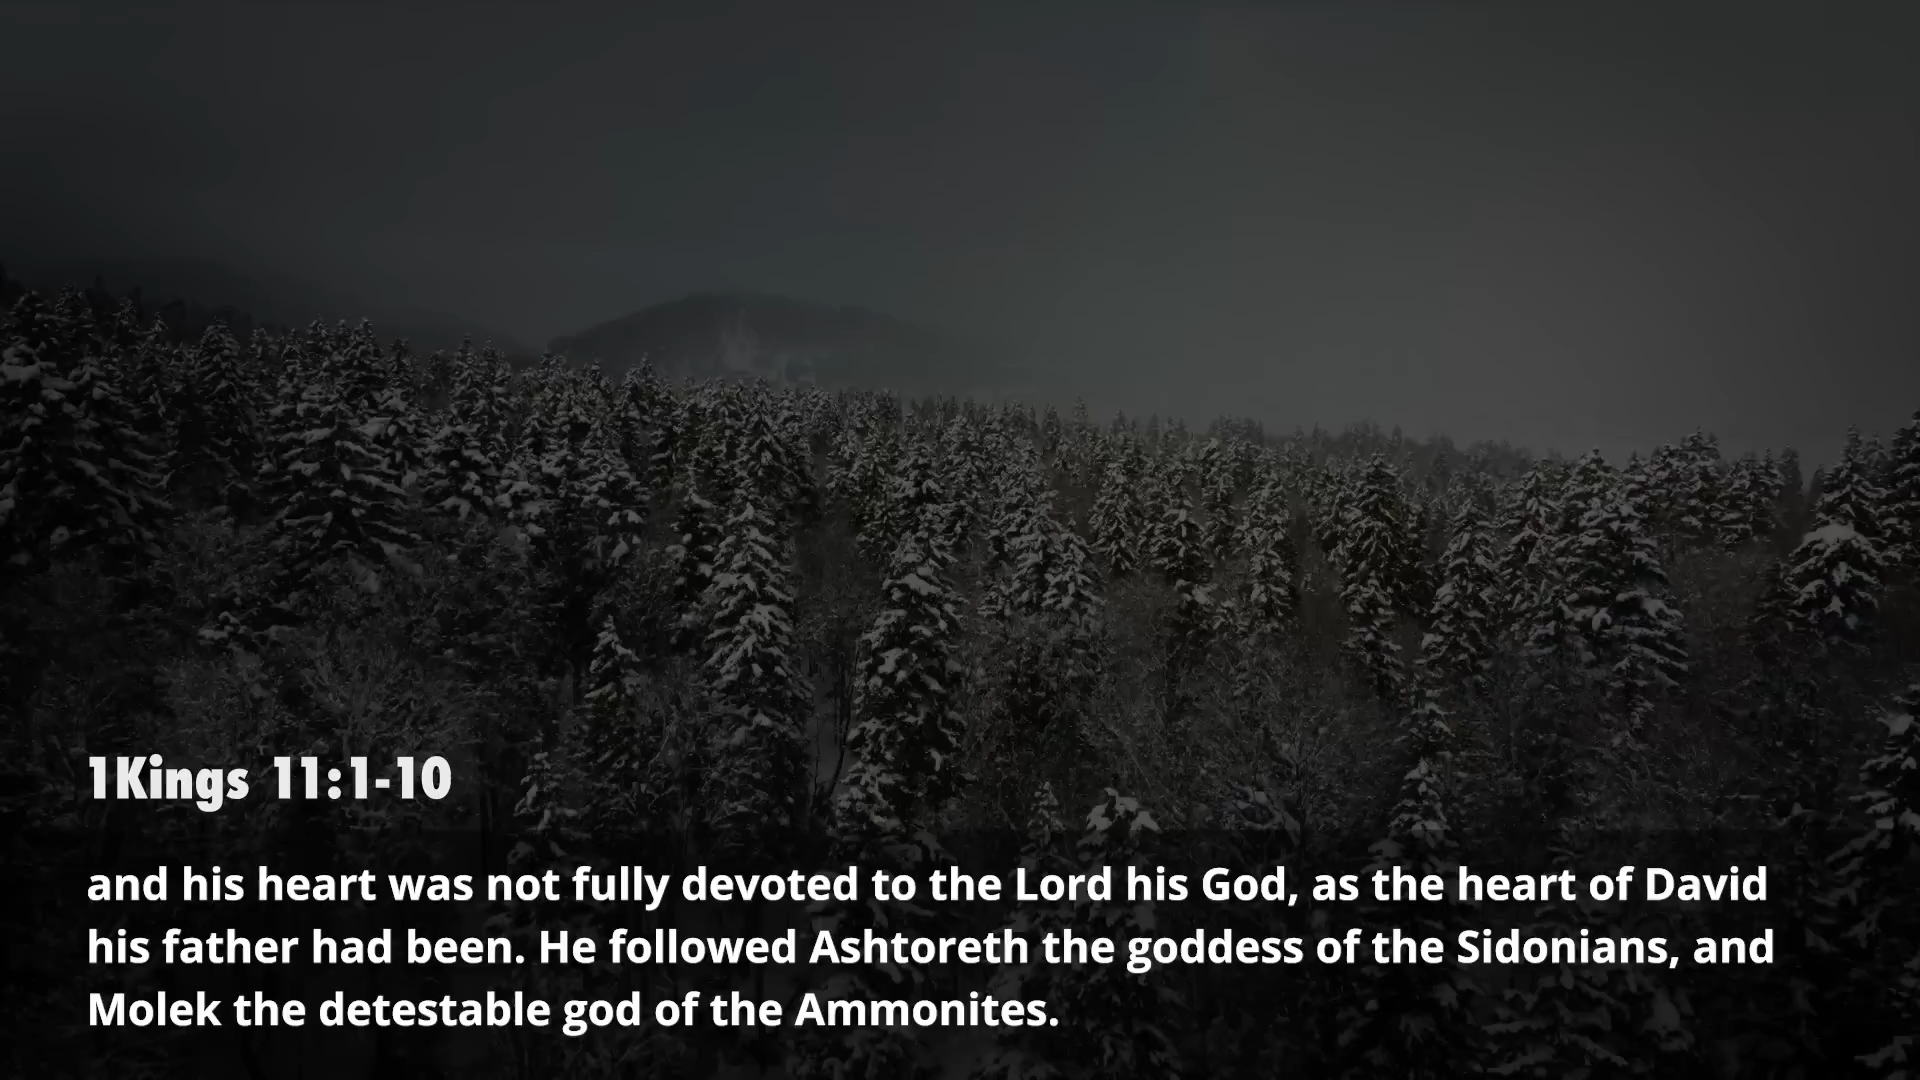 1Kings 11:1-10
and his heart was not fully devoted to the Lord his God, as the heart of David
his father had been. He followed Ashtoreth the goddess of the Sidonians, and
Molek the detestable god of the Ammonites.